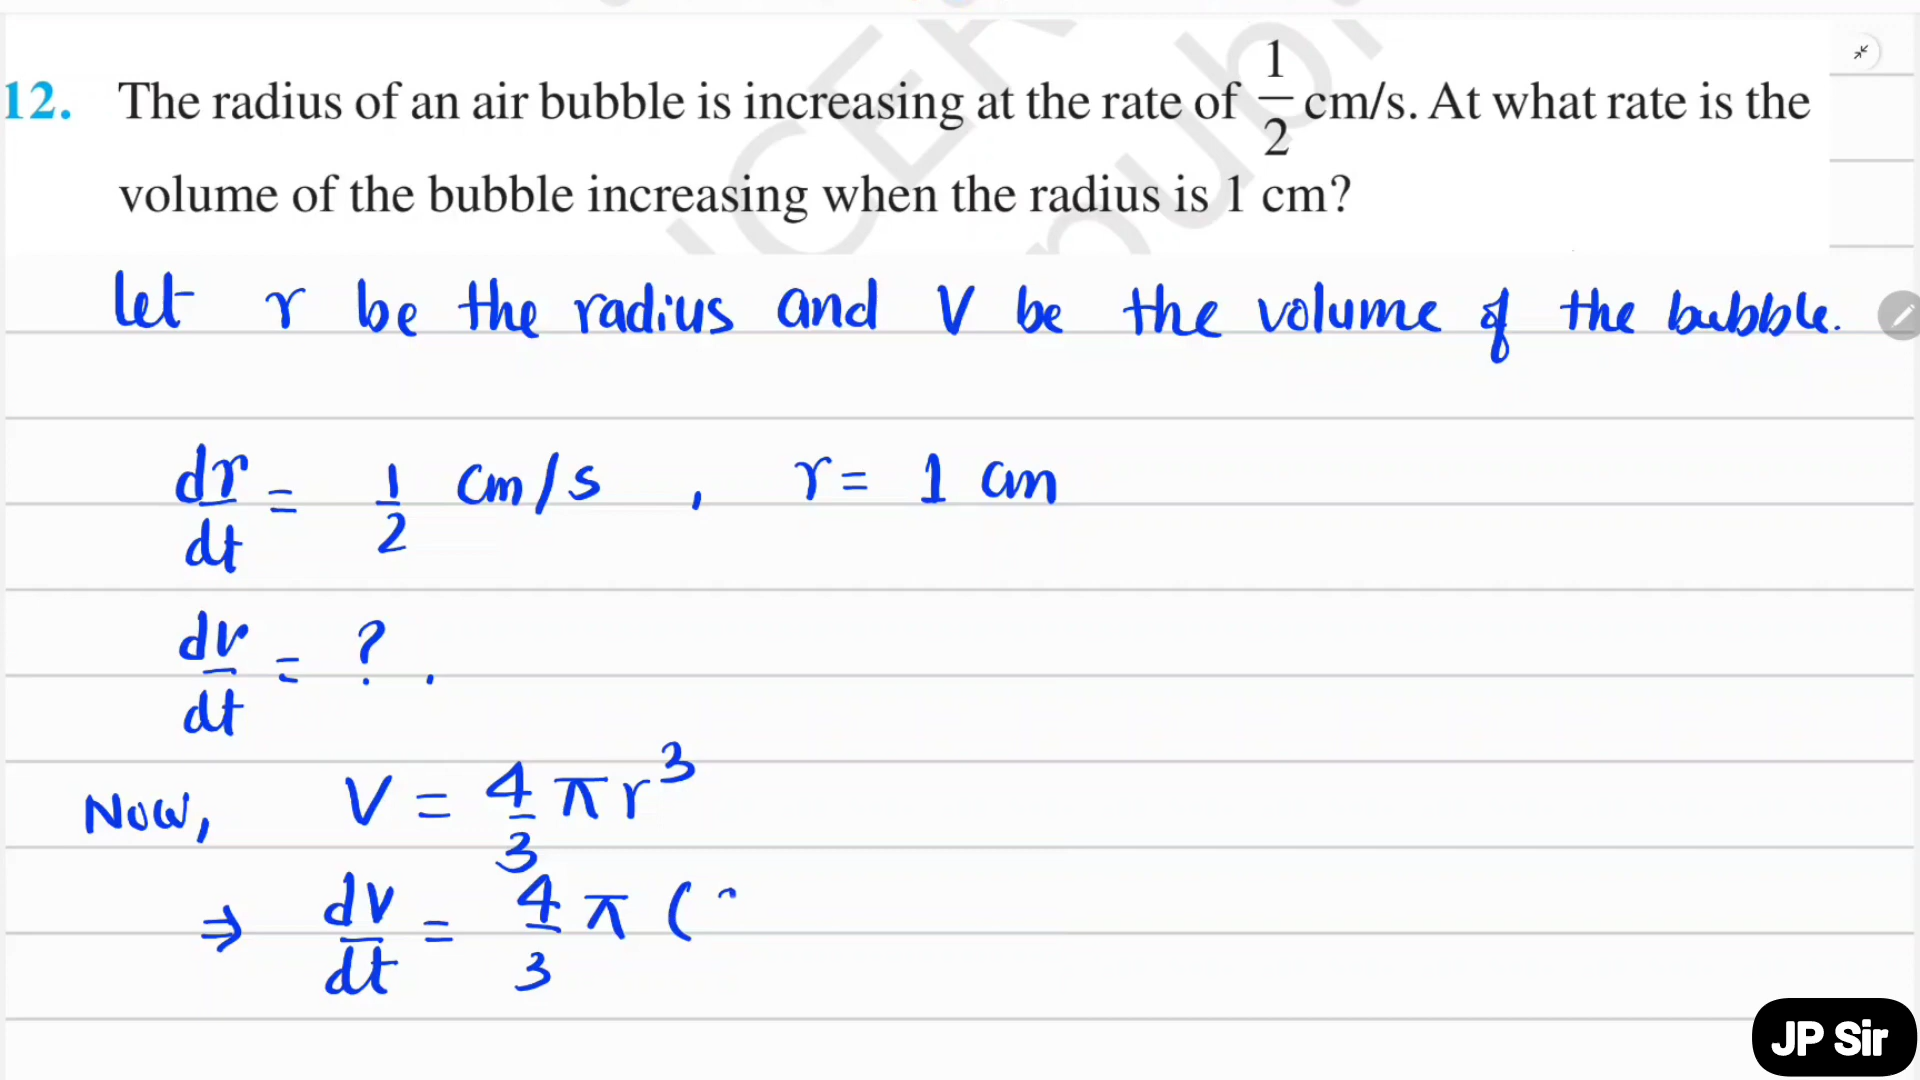 12. The radius of an air bubble is increasing at the rate of 1/2 cm/s. At what rate is the
volume of the bubble increasing when the radius is 1 cm?
let r be the radius and V be the volume of the bubble.
dr/dt = 1/2 cm/s , r = 1 cm
dv/dt = ? .
Now, V = 4/3 π r³
⇒ dv/dt = 4/3 π (
JP Sir